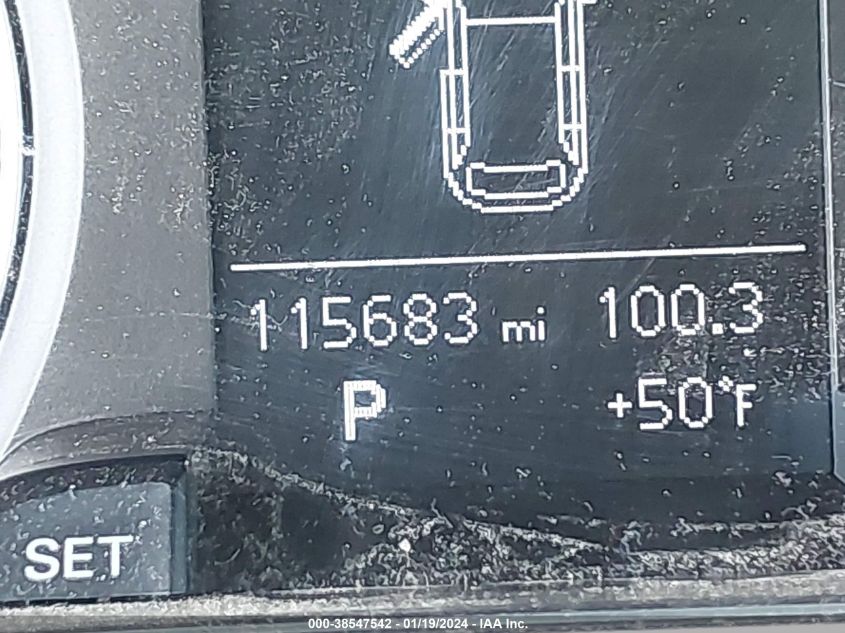 115683 mi 100.3
P +50°F
SET
000-38547542 - 01/19/2024 - IAA Inc.